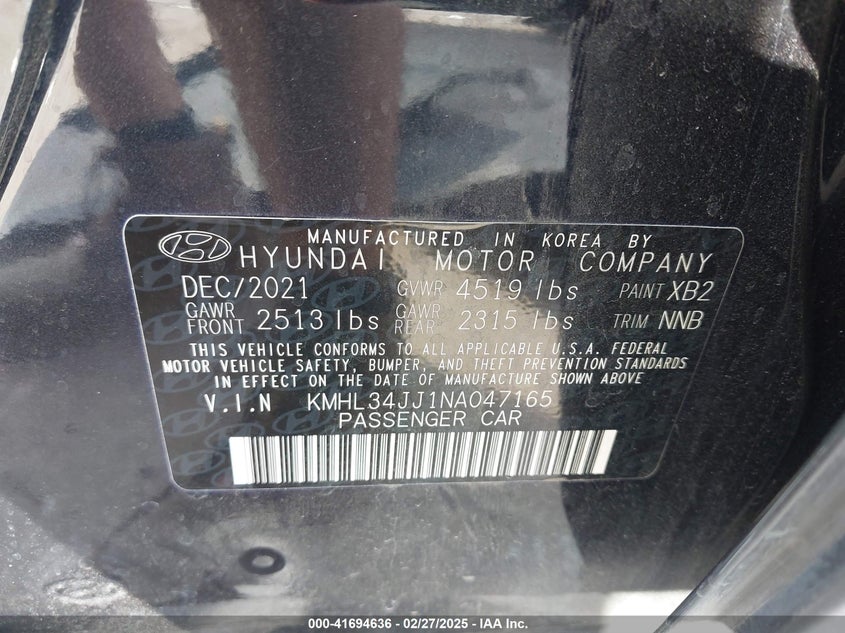 MANUFACTURED IN KOREA BY
HYUNDAI MOTOR COMPANY
DEC/2021 GVWR 4519 lbs PAINT XB2
GAWR FRONT 2513 lbs GAWR REAR 2315 lbs TRIM NNB
THIS VEHICLE CONFORMS TO ALL APPLICABLE U.S.A. FEDERAL
MOTOR VEHICLE SAFETY, BUMPER, AND THEFT PREVENTION STANDARDS
IN EFFECT ON THE DATE OF MANUFACTURE SHOWN ABOVE
V.I.N KMHL34JJ1NA047165
PASSENGER CAR
000-41694636 - 02/27/2025 - IAA Inc.